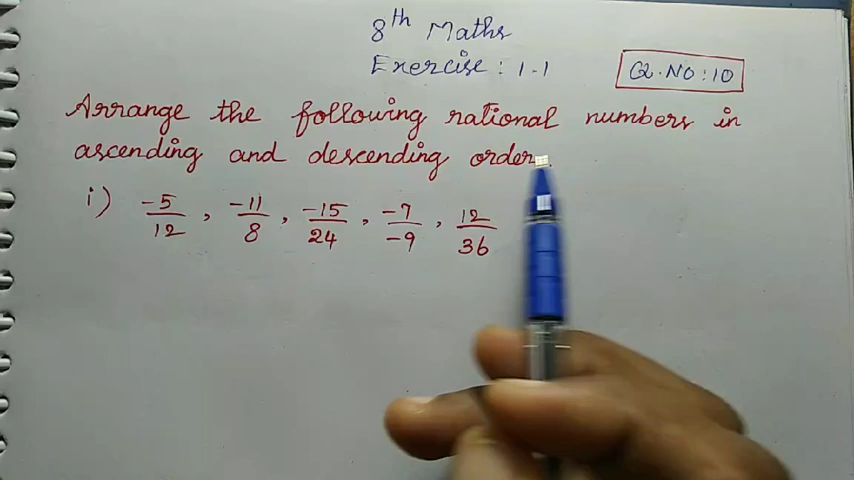 8th Maths
Exercise : 1.1
Q.No:10
Arrange the following rational numbers in
ascending and descending order.
i) -5/12, -11/8, -15/24, -7/-9, 12/36